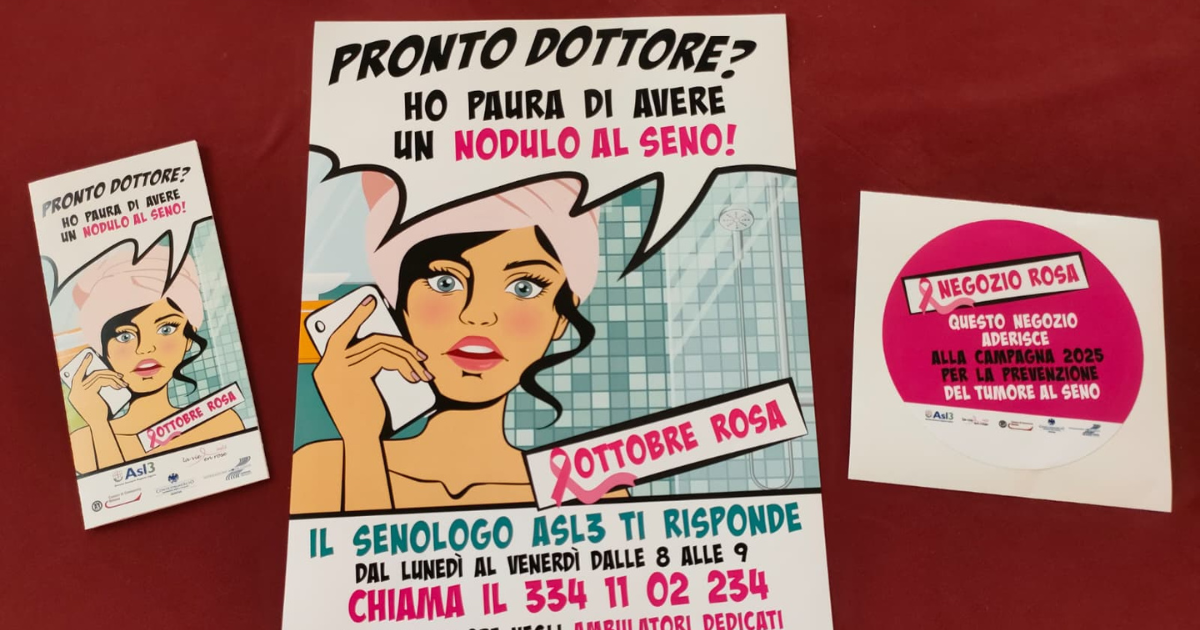 PRONTO DOTTORE?
HO PAURA DI AVERE
UN NODULO AL SENO!
OTTOBRE ROSA
Asl3
PRONTO DOTTORE?
HO PAURA DI AVERE
UN NODULO AL SENO!
OTTOBRE ROSA
IL SENOLOGO ASL3 TI RISPONDE
DAL LUNEDÌ AL VENERDÌ DALLE 8 ALLE 9
CHIAMA IL 334 11 02 234
NEGLI AMBULATORI DEDICATI
NEGOZIO ROSA
QUESTO NEGOZIO
ADERISCE
ALLA CAMPAGNA 2025
PER LA PREVENZIONE
DEL TUMORE AL SENO
Asl3